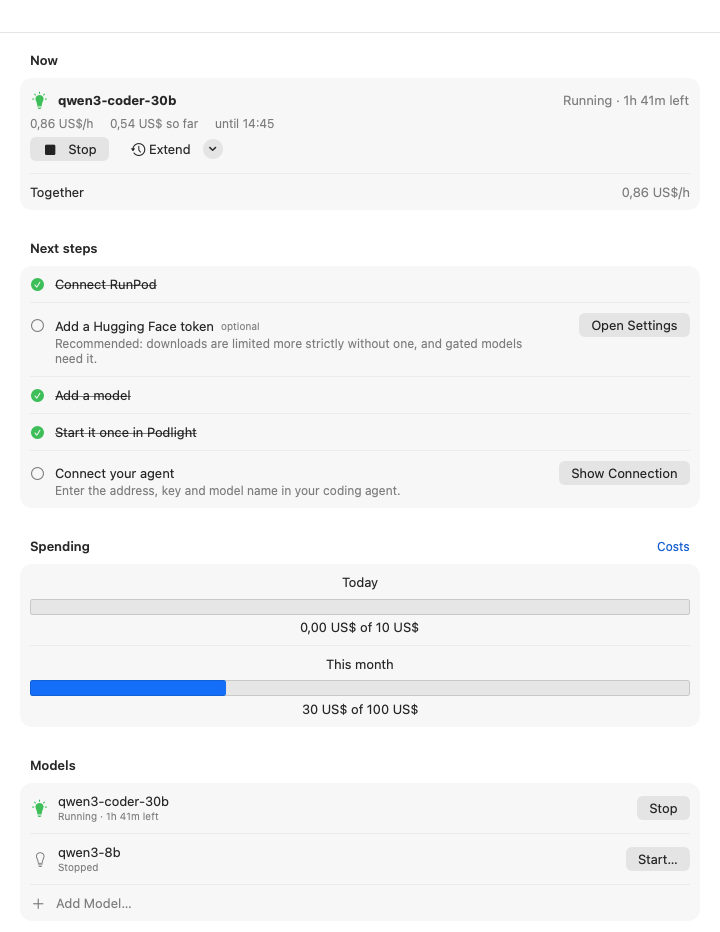 Now
qwen3-coder-30b
Running · 1h 41m left
0,86 US$/h 0,54 US$ so far until 14:45
Stop
Extend
Together
0,86 US$/h
Next steps
Connect RunPod
Add a Hugging Face token optional
Open Settings
Recommended: downloads are limited more strictly without one, and gated models
need it.
Add a model
Start it once in Podlight
Connect your agent
Show Connection
Enter the address, key and model name in your coding agent.
Spending
Costs
Today
0,00 US$ of 10 US$
This month
30 US$ of 100 US$
Models
qwen3-coder-30b
Running · 1h 41m left
Stop
qwen3-8b
Stopped
Start...
Add Model...